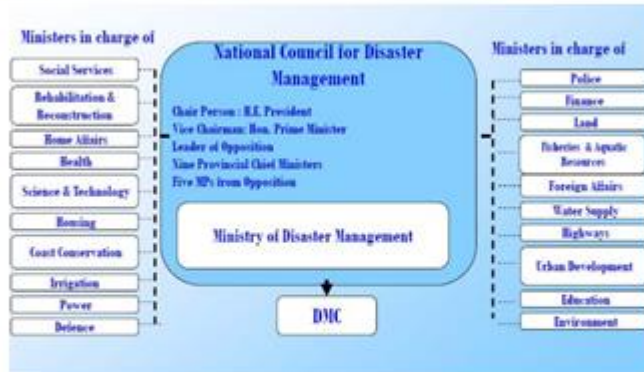 Ministers in charge of
Social Services
Rehabilitation &
Reconstruction
Home Affairs
Health
Science & Technology
Housing
Coast Conservation
Irrigation
Power
Defence
National Council for Disaster
Management
Chair Person : H.E. President
Vice Chairman: Hon. Prime Minister
Leader of Opposition
Nine Provincial Chief Ministers
Five MPs from Opposition
Ministry of Disaster Management
DMC
Ministers in charge of
Police
Finance
Land
Fisheries & Aquatic
Resources
Foreign Affairs
Water Supply
Highways
Urban Development
Education
Environment